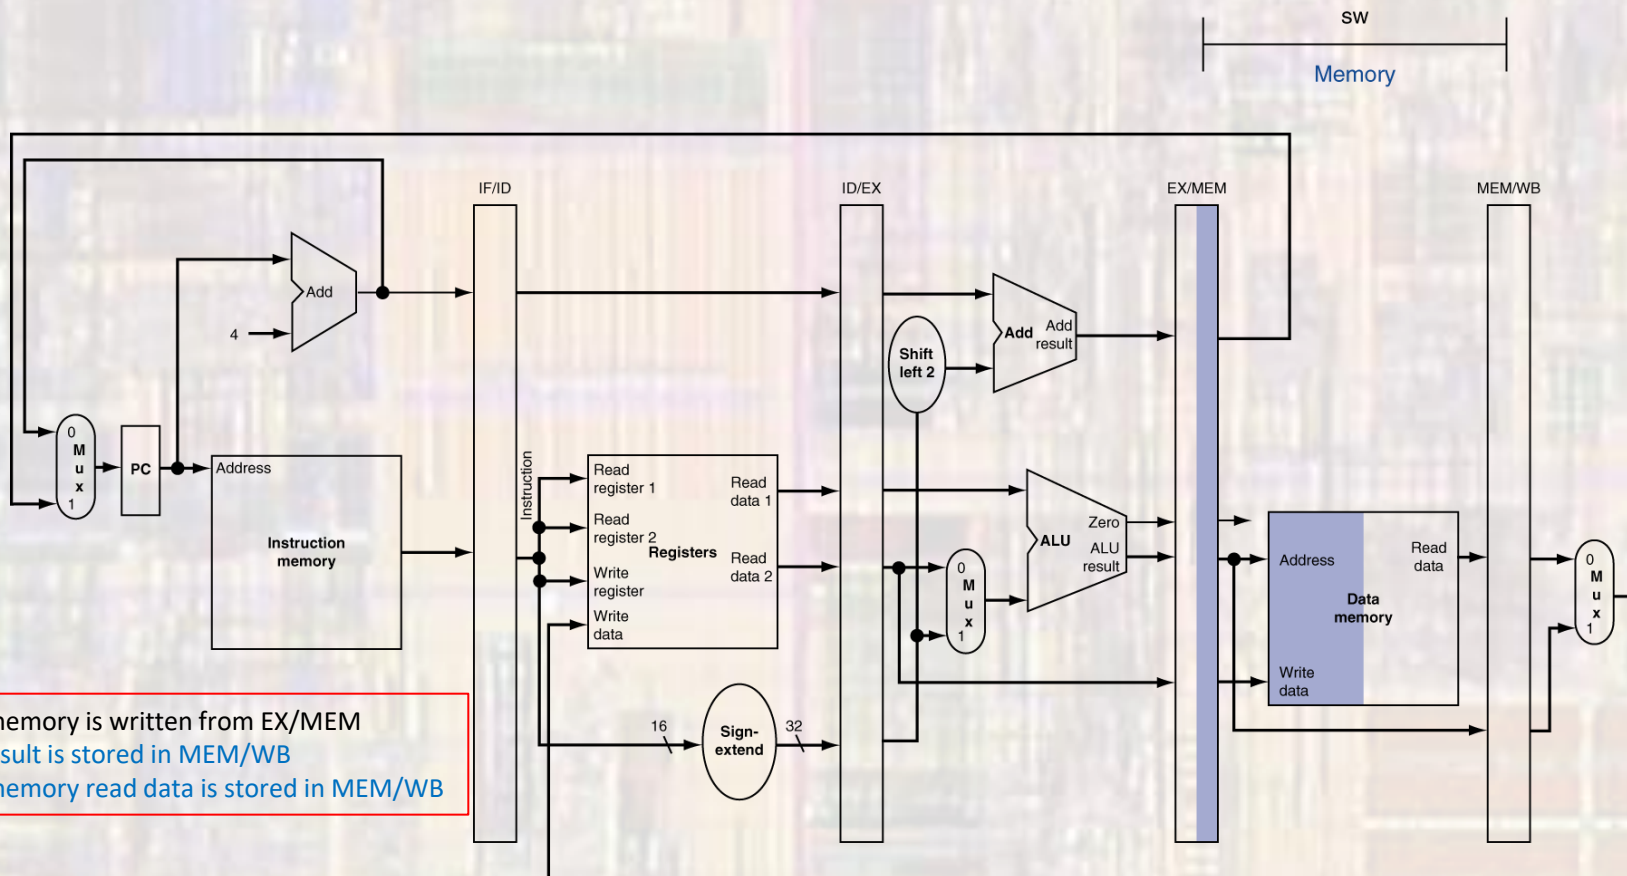 SW
Memory
IF/ID
ID/EX
EX/MEM
MEM/WB
Add
4
Add
Add
result
Shift
left 2
0
M
u
x
1
PC
Address
Instruction
memory
Instruction
Read
register 1
Read
register 2
Write
register
Write
data
Registers
Read
data 1
Read
data 2
0
M
u
x
1
Zero
ALU
ALU
result
Address
Read
data
Data
memory
Write
data
0
M
u
x
1
16
Sign-
extend
32
memory is written from EX/MEM
sult is stored in MEM/WB
memory read data is stored in MEM/WB